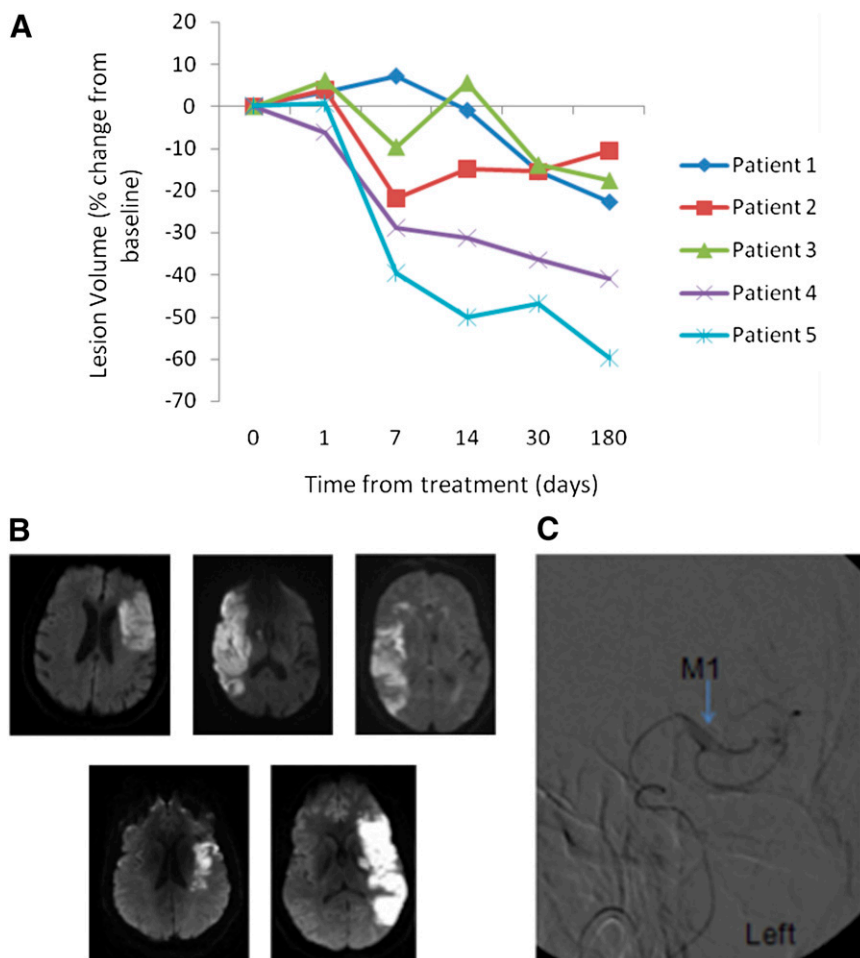 A
Lesion Volume (% change from
baseline)
20
10
0
-10
-20
-30
-40
-50
-60
-70
0 1 7 14 30 180
Time from treatment (days)
Patient 1
Patient 2
Patient 3
Patient 4
Patient 5
B
C
M1
Left